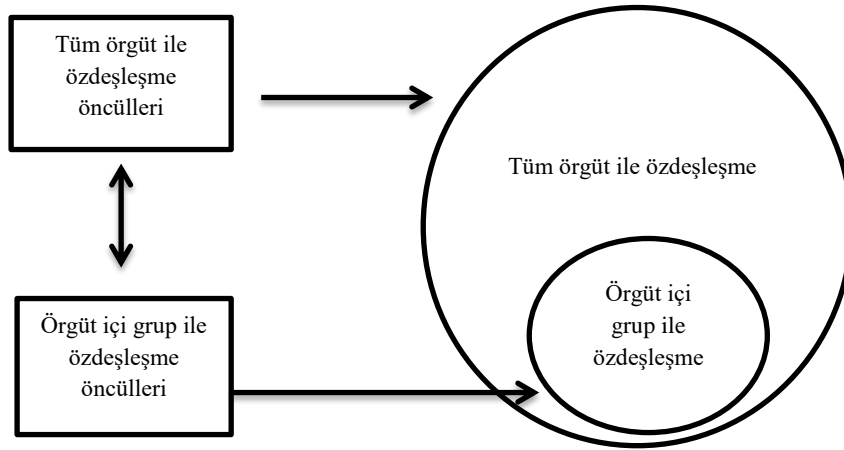 Tüm örgüt ile
özdeşleşme
öncülleri
Tüm örgüt ile özdeşleşme
Örgüt içi grup ile
özdeşleşme
öncülleri
Örgüt içi
grup ile
özdeşleşme